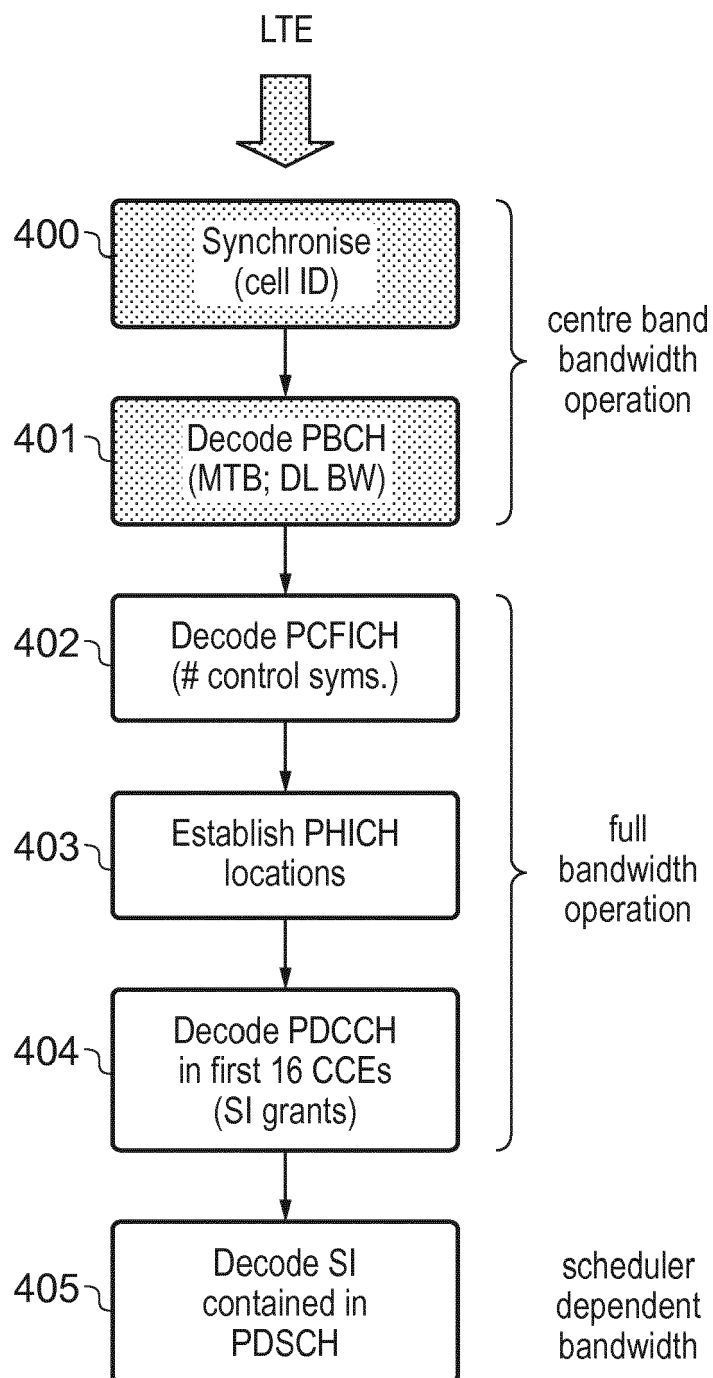 LTE
400
Synchronise
(cell ID)
centre band
bandwidth
operation
401
Decode PBCH
(MTB; DL BW)
402
Decode PCFICH
(# control syms.)
403
Establish PHICH
locations
full
bandwidth
operation
404
Decode PDCCH
in first 16 CCEs
(SI grants)
405
Decode SI
contained in
PDSCH
scheduler
dependent
bandwidth